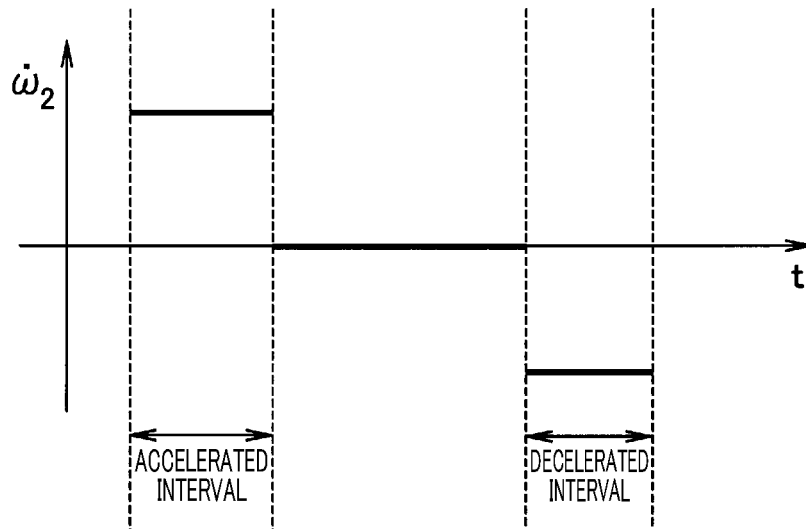 ω̇₂
t
ACCELERATED
INTERVAL
DECELERATED
INTERVAL